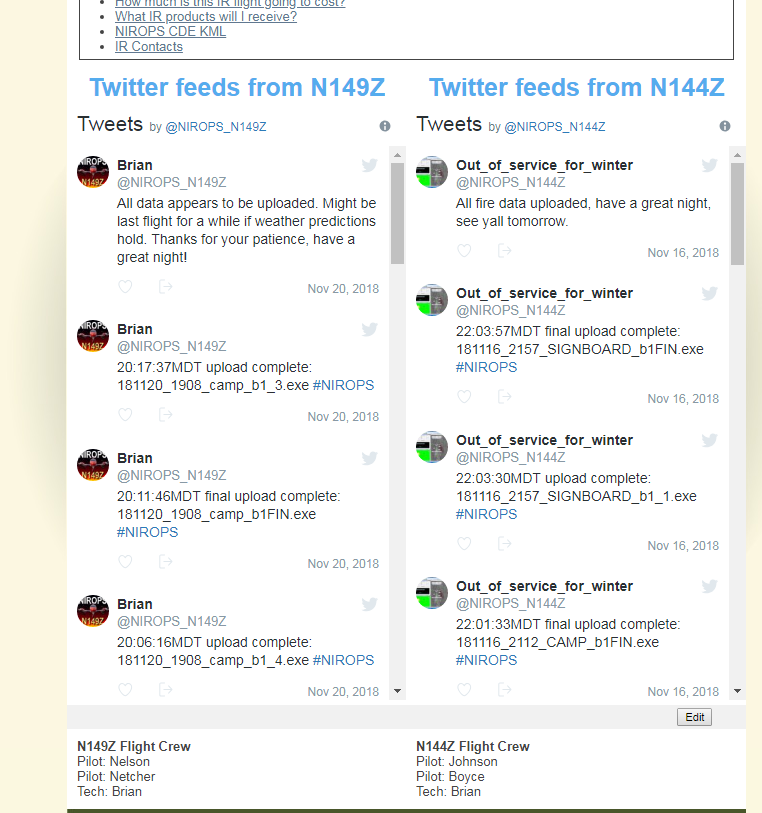 How much is this IR flight going to cost?
What IR products will I receive?
NIROPS CDE KML
IR Contacts
Twitter feeds from N149Z
Tweets by @NIROPS_N149Z
NIROPS
N149Z
Brian
@NIROPS_N149Z
All data appears to be uploaded. Might be
last flight for a while if weather predictions
hold. Thanks for your patience, have a
great night!
Nov 20, 2018
NIROPS
N149Z
Brian
@NIROPS_N149Z
20:17:37MDT upload complete:
181120_1908_camp_b1_3.exe #NIROPS
Nov 20, 2018
NIROPS
N149Z
Brian
@NIROPS_N149Z
20:11:46MDT final upload complete:
181120_1908_camp_b1FIN.exe
#NIROPS
Nov 20, 2018
NIROPS
N149Z
Brian
@NIROPS_N149Z
20:06:16MDT upload complete:
181120_1908_camp_b1_4.exe #NIROPS
Nov 20, 2018
Twitter feeds from N144Z
Tweets by @NIROPS_N144Z
Out_of_service_for_winter
@NIROPS_N144Z
All fire data uploaded, have a great night,
see yall tomorrow.
Nov 16, 2018
Out_of_service_for_winter
@NIROPS_N144Z
22:03:57MDT final upload complete:
181116_2157_SIGNBOARD_b1FIN.exe
#NIROPS
Nov 16, 2018
Out_of_service_for_winter
@NIROPS_N144Z
22:03:30MDT upload complete:
181116_2157_SIGNBOARD_b1_1.exe
#NIROPS
Nov 16, 2018
Out_of_service_for_winter
@NIROPS_N144Z
22:01:33MDT final upload complete:
181116_2112_CAMP_b1FIN.exe
#NIROPS
Nov 16, 2018
Edit
N149Z Flight Crew
Pilot: Nelson
Pilot: Netcher
Tech: Brian
N144Z Flight Crew
Pilot: Johnson
Pilot: Boyce
Tech: Brian